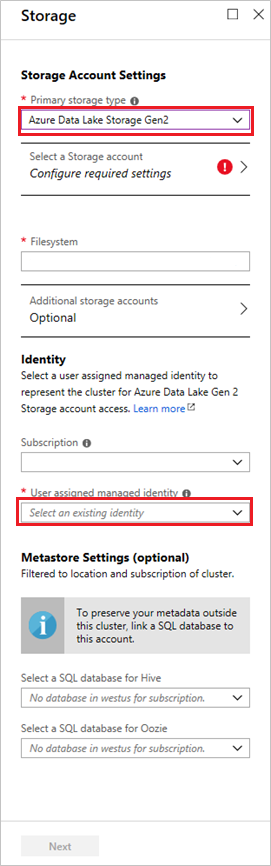 Storage
Storage Account Settings
* Primary storage type
Azure Data Lake Storage Gen2
Select a Storage account
Configure required settings
* Filesystem
Additional storage accounts
Optional
Identity
Select a user assigned managed identity to
represent the cluster for Azure Data Lake Gen 2
Storage account access. Learn more
Subscription
* User assigned managed identity
Select an existing identity
Metastore Settings (optional)
Filtered to location and subscription of cluster.
To preserve your metadata outside
this cluster, link a SQL database to
this account.
Select a SQL database for Hive
No database in westus for subscription.
Select a SQL database for Oozie
No database in westus for subscription.
Next